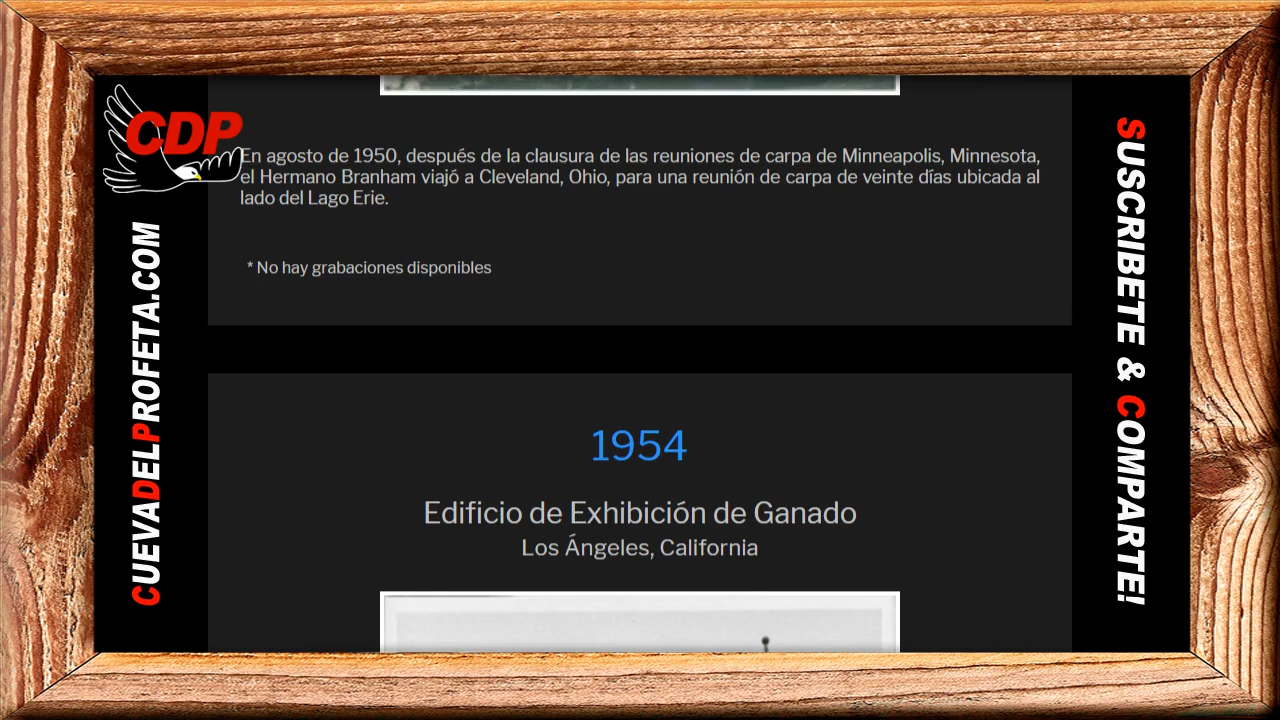 CDP
CUEVADELPROFETA.COM
En agosto de 1950, después de la clausura de las reuniones de carpa de Minneapolis, Minnesota,
el Hermano Branham viajó a Cleveland, Ohio, para una reunión de carpa de veinte días ubicada al
lado del Lago Erie.
* No hay grabaciones disponibles
1954
Edificio de Exhibición de Ganado
Los Ángeles, California
SUSCRIBETE & COMPARTE!